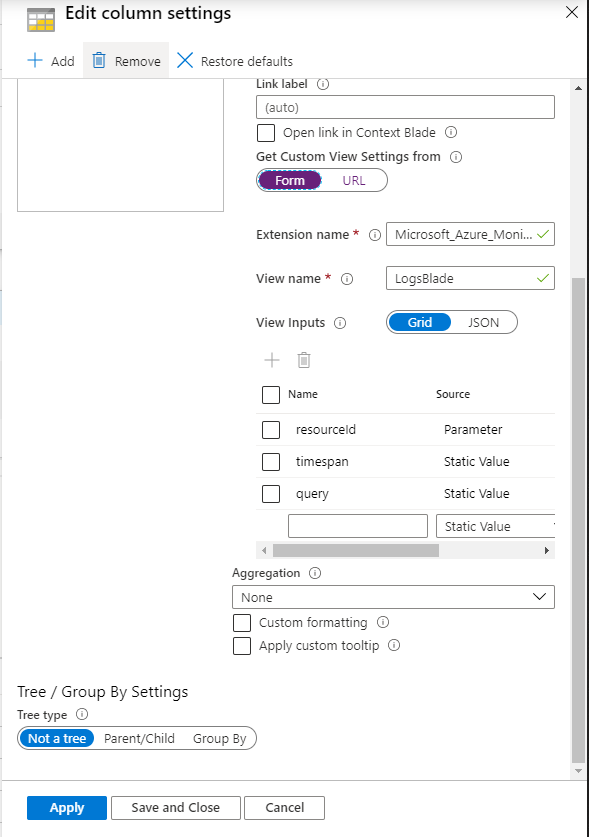 Edit column settings
Add
Remove
Restore defaults
Link label
(auto)
Open link in Context Blade
Get Custom View Settings from
Form
URL
Extension name *
Microsoft_Azure_Moni...
View name *
LogsBlade
View Inputs
Grid
JSON
Name
Source
resourceId
Parameter
timespan
Static Value
query
Static Value
Static Value
Aggregation
None
Custom formatting
Apply custom tooltip
Tree / Group By Settings
Tree type
Not a tree
Parent/Child
Group By
Apply
Save and Close
Cancel